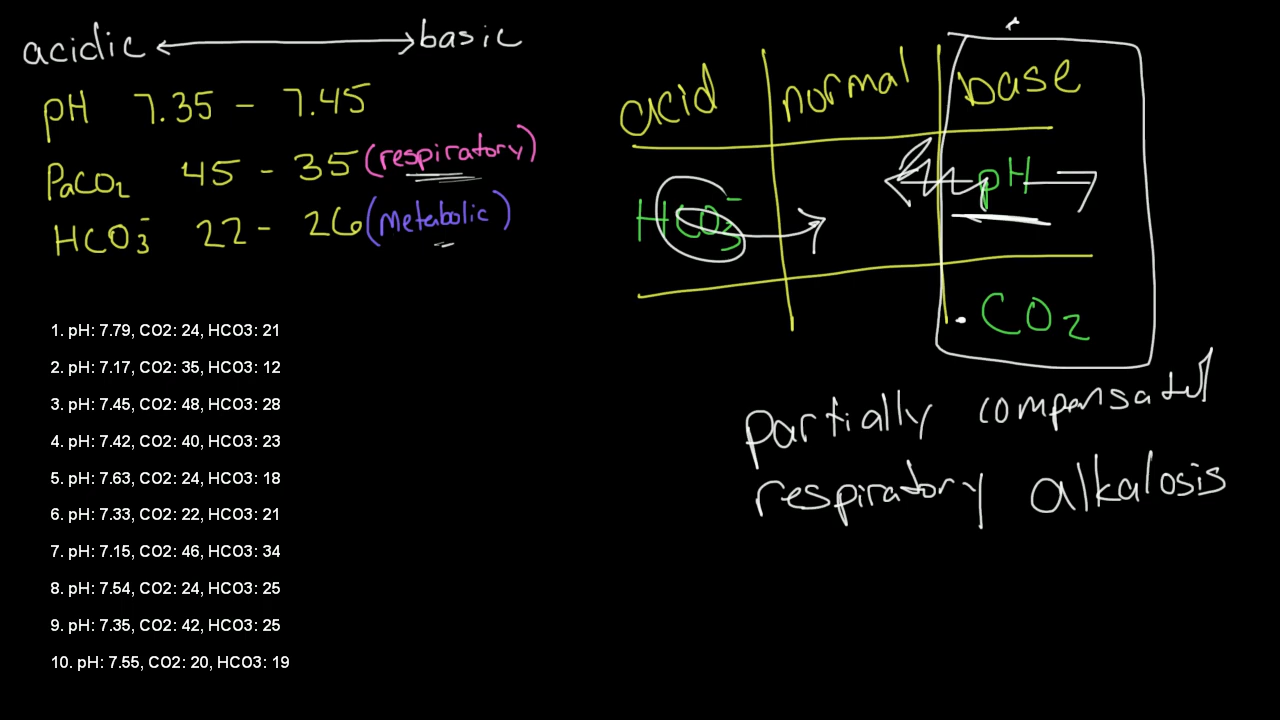 acidic basic
pH 7.35 - 7.45
PaCO2 45 - 35 (respiratory)
HCO3- 22 - 26 (metabolic)
1. pH: 7.79, CO2: 24, HCO3: 21
2. pH: 7.17, CO2: 35, HCO3: 12
3. pH: 7.45, CO2: 48, HCO3: 28
4. pH: 7.42, CO2: 40, HCO3: 23
5. pH: 7.63, CO2: 24, HCO3: 18
6. pH: 7.33, CO2: 22, HCO3: 21
7. pH: 7.15, CO2: 46, HCO3: 34
8. pH: 7.54, CO2: 24, HCO3: 25
9. pH: 7.35, CO2: 42, HCO3: 25
10. pH: 7.55, CO2: 20, HCO3: 19
acid normal base
HCO3- pH
CO2
partially compensated
respiratory alkalosis